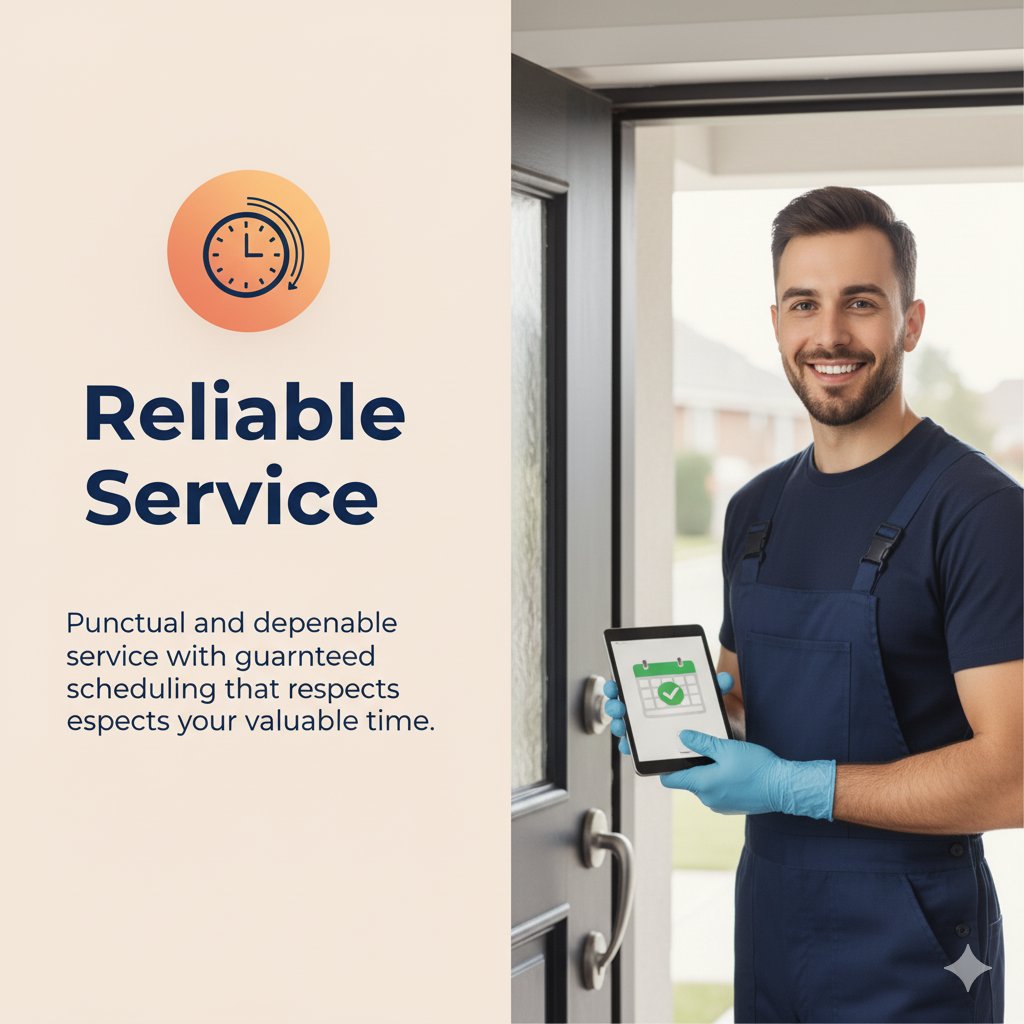 Reliable
Service
Punctual and depenable
service with guarnteed
scheduling that respects
espects your valuable time.